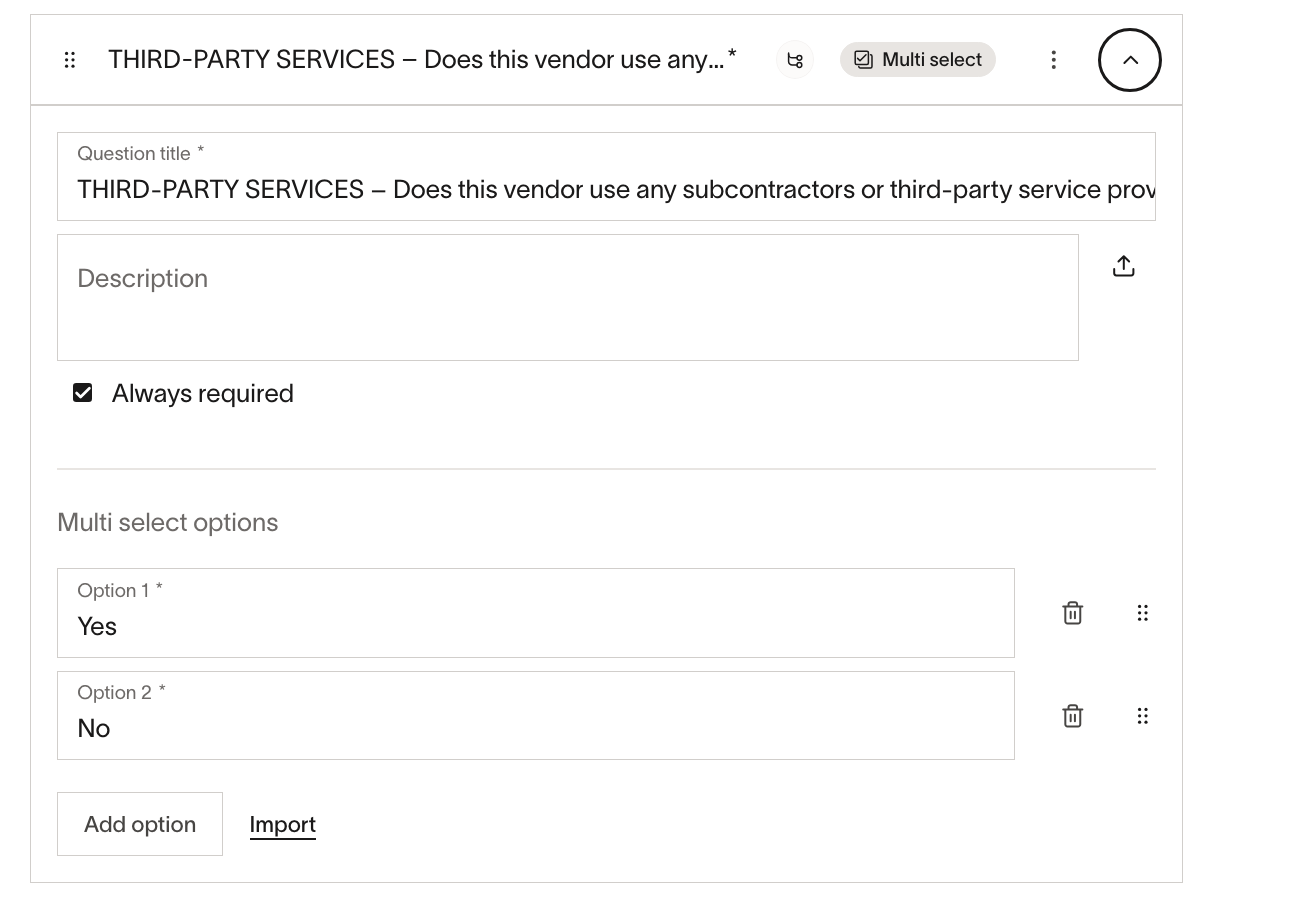 THIRD-PARTY SERVICES – Does this vendor use any... *
Multi select
Question title *
THIRD-PARTY SERVICES – Does this vendor use any subcontractors or third-party service prov
Description
Always required
Multi select options
Option 1 *
Yes
Option 2 *
No
Add option
Import